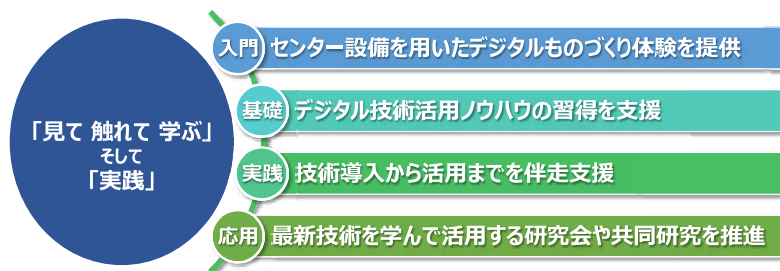 「見て 触れて 学ぶ」
そして
「実践」
入門 センター設備を用いたデジタルものづくり体験を提供
基礎 デジタル技術活用ノウハウの習得を支援
実践 技術導入から活用までを伴走支援
応用 最新技術を学んで活用する研究会や共同研究を推進